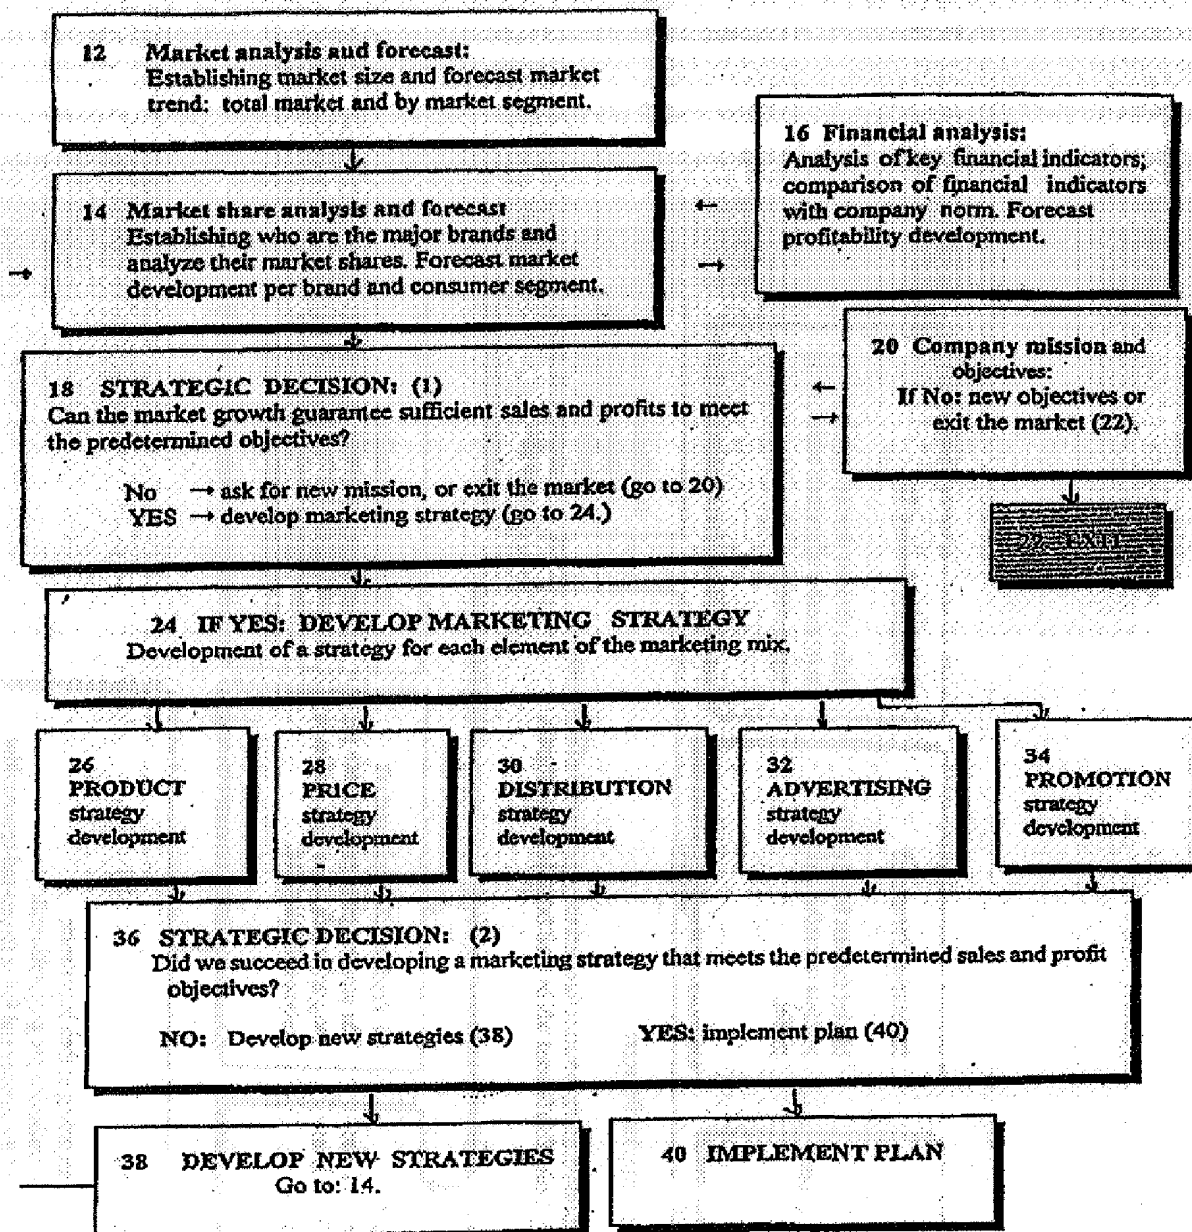 12 Market analysis and forecast:
Establishing market size and forecast market
trend: total market and by market segment.
16 Financial analysis:
Analysis of key financial indicators;
comparison of financial indicators
with company norm. Forecast
profitability development.
14 Market share analysis and forecast
Establishing who are the major brands and
analyze their market shares. Forecast market
development per brand and consumer segment.
20 Company mission and
objectives:
If No: new objectives or
exit the market (22).
18 STRATEGIC DECISION: (1)
Can the market growth guarantee sufficient sales and profits to meet
the predetermined objectives?
No → ask for new mission, or exit the market (go to 20)
YES → develop marketing strategy (go to 24.)
22 EXIT
24 IF YES: DEVELOP MARKETING STRATEGY
Development of a strategy for each element of the marketing mix.
26
PRODUCT
strategy
development
28
PRICE
strategy
development
30
DISTRIBUTION
strategy
development
32
ADVERTISING
strategy
development
34
PROMOTION
strategy
development
36 STRATEGIC DECISION: (2)
Did we succeed in developing a marketing strategy that meets the predetermined sales and profit
objectives?
NO: Develop new strategies (38) YES: implement plan (40)
38 DEVELOP NEW STRATEGIES
Go to: 14.
40 IMPLEMENT PLAN